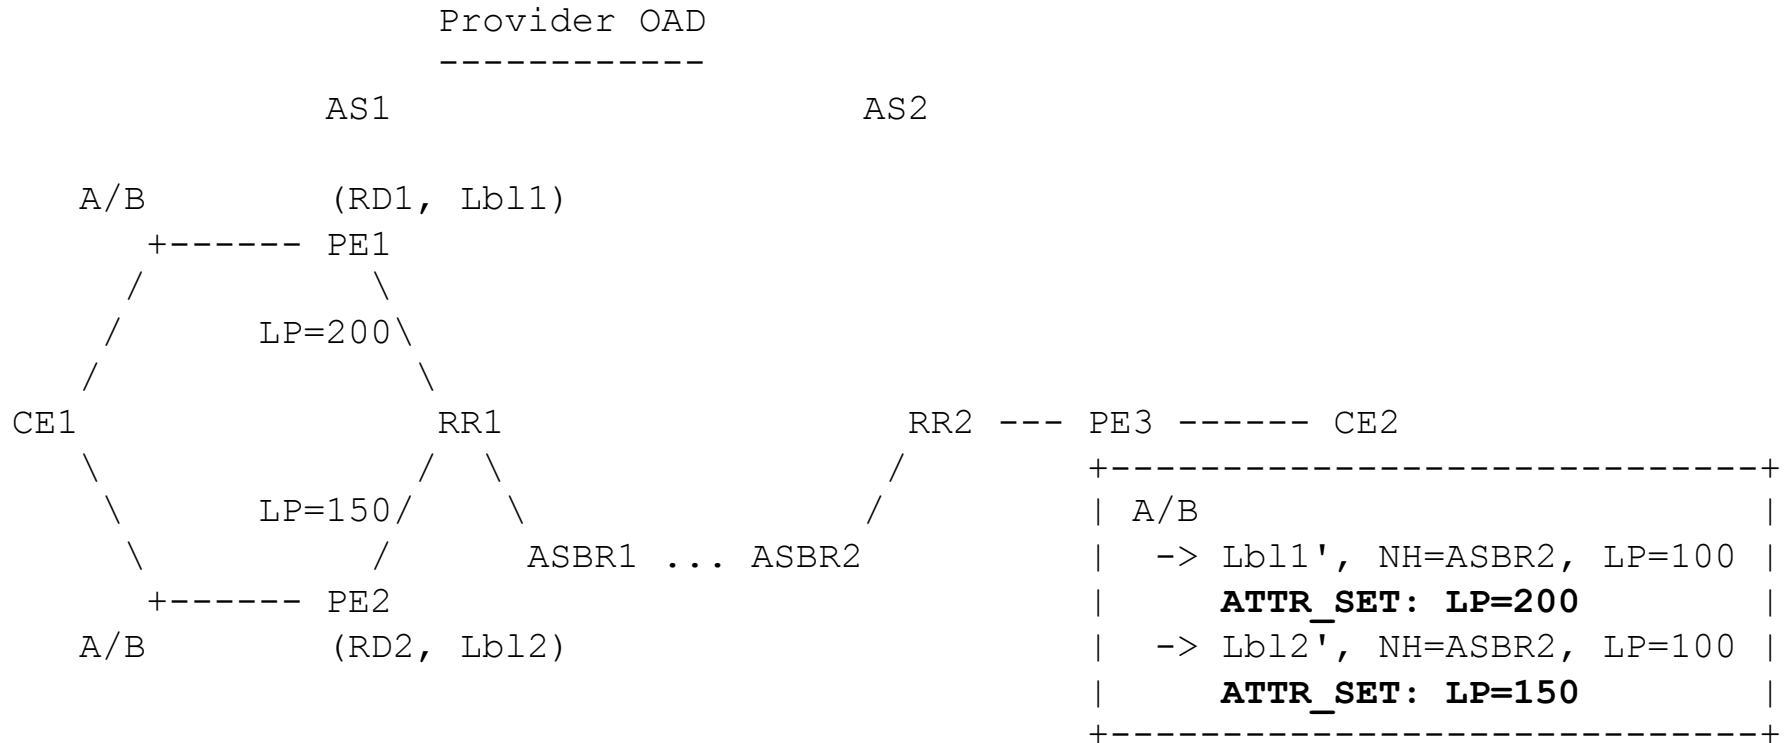 Provider OAD
------------
AS1 AS2
A/B (RD1, Lbl1)
+------ PE1
/ \
/ LP=200\
/ \
CE1 RR1 RR2 --- PE3 ------ CE2
\ / \ / +-----------------------------+
\ LP=150/ \ / | A/B |
\ / ASBR1 ... ASBR2 | -> Lbl1', NH=ASBR2, LP=100 |
+------ PE2 | ATTR_SET: LP=200 |
A/B (RD2, Lbl2) | -> Lbl2', NH=ASBR2, LP=100 |
| ATTR_SET: LP=150 |
+-----------------------------+